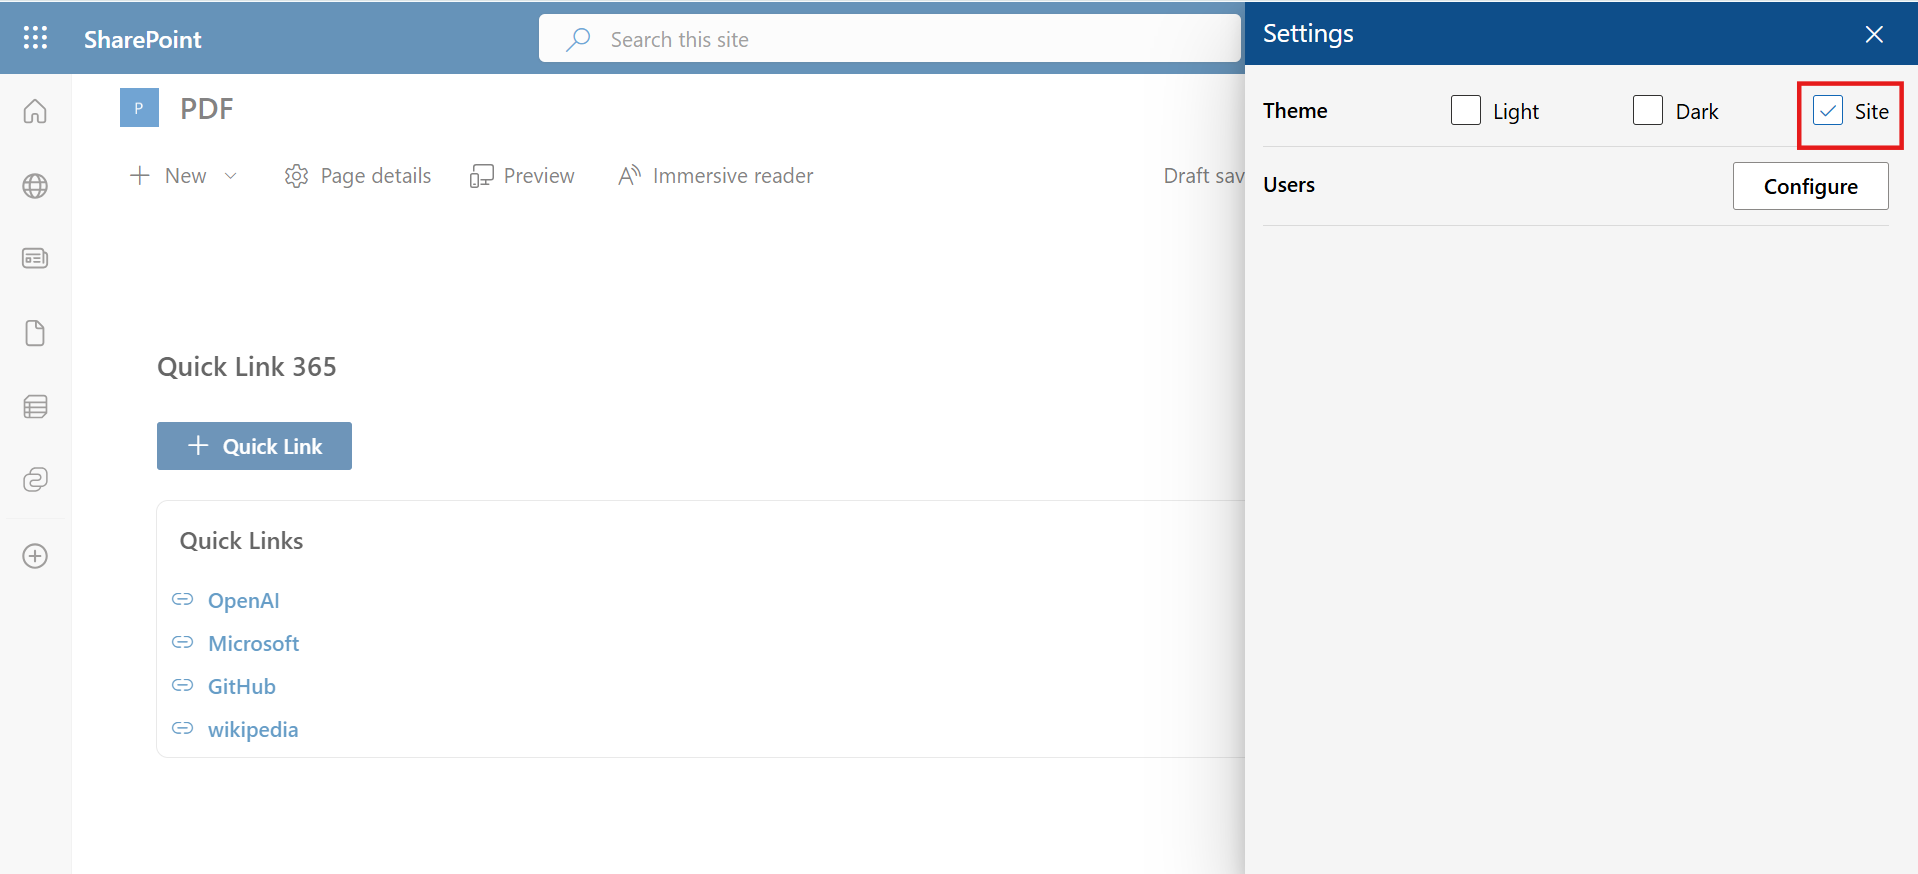 SharePoint
Search this site
Settings
P
PDF
Theme
Light
Dark
Site
New
Page details
Preview
Immersive reader
Draft sav
Users
Configure
Quick Link 365
Quick Link
Quick Links
OpenAI
Microsoft
GitHub
wikipedia